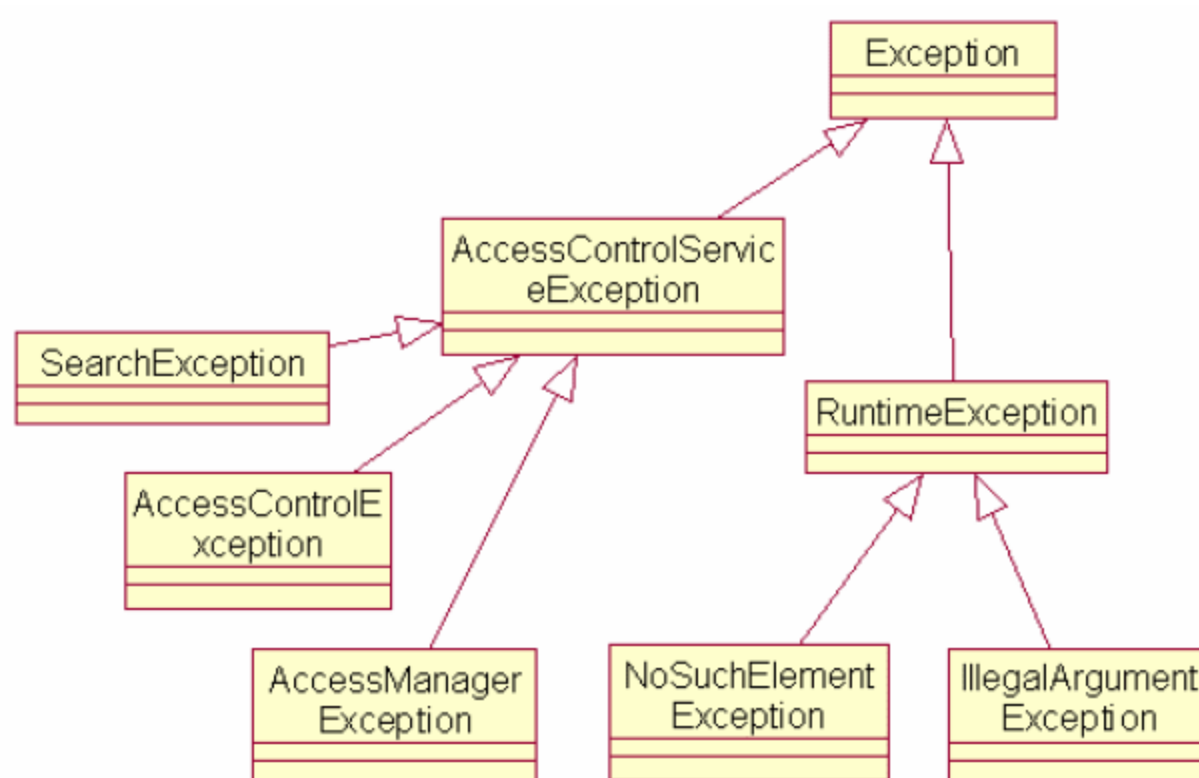 Exception
AccessControlServic
eException
SearchException
RuntimeException
AccessControlE
xception
AccessManager
Exception
NoSuchElement
Exception
IllegalArgument
Exception